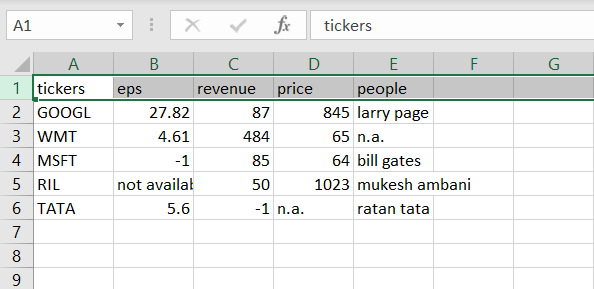 A1 fx tickers
A B C D E F G
1 tickers eps revenue price people
2 GOOGL 27.82 87 845 larry page
3 WMT 4.61 484 65 n.a.
4 MSFT -1 85 64 bill gates
5 RIL not availab 50 1023 mukesh ambani
6 TATA 5.6 -1 n.a. ratan tata
7
8
9